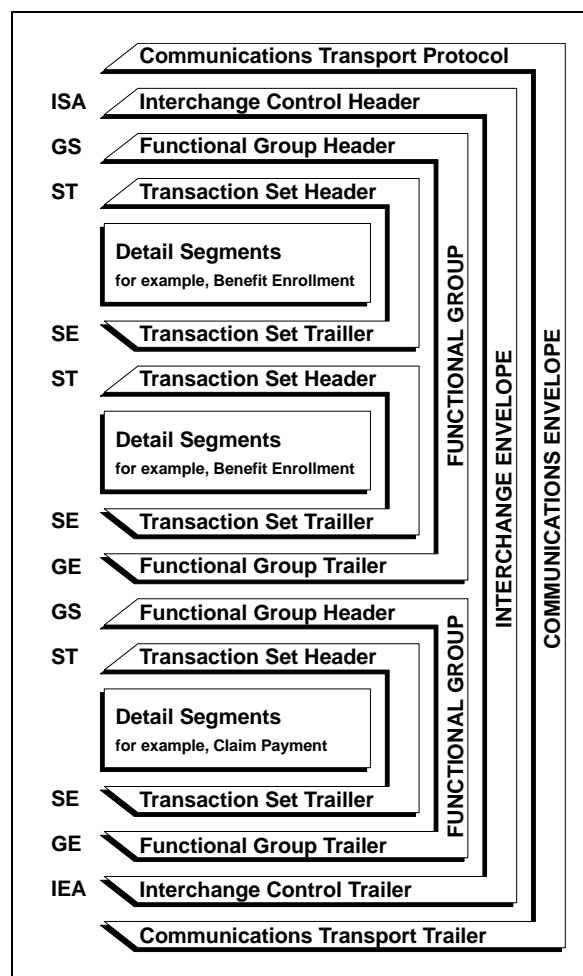 Communications Transport Protocol
ISA Interchange Control Header
GS Functional Group Header
ST Transaction Set Header
Detail Segments
for example, Benefit Enrollment
SE Transaction Set Trailler
ST Transaction Set Header
Detail Segments
for example, Benefit Enrollment
SE Transaction Set Trailler
GE Functional Group Trailer
FUNCTIONAL GROUP
GS Functional Group Header
ST Transaction Set Header
Detail Segments
for example, Claim Payment
SE Transaction Set Trailler
GE Functional Group Trailer
FUNCTIONAL GROUP
IEA Interchange Control Trailer
INTERCHANGE ENVELOPE
Communications Transport Trailer
COMMUNICATIONS ENVELOPE